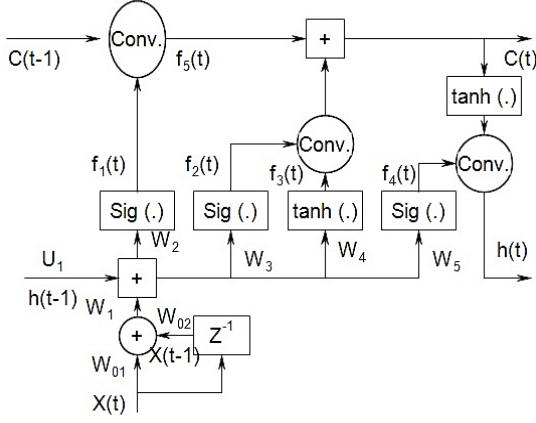 Conv.
+
C(t-1)
f5(t)
C(t)
tanh (.)
Conv.
Conv.
f1(t)
f2(t)
f3(t)
f4(t)
Sig (.)
Sig (.)
tanh (.)
Sig (.)
W2
U1
+
W3
W4
W5
h(t)
h(t-1)
W1
W02
+
Z-1
X(t-1)
W01
X(t)